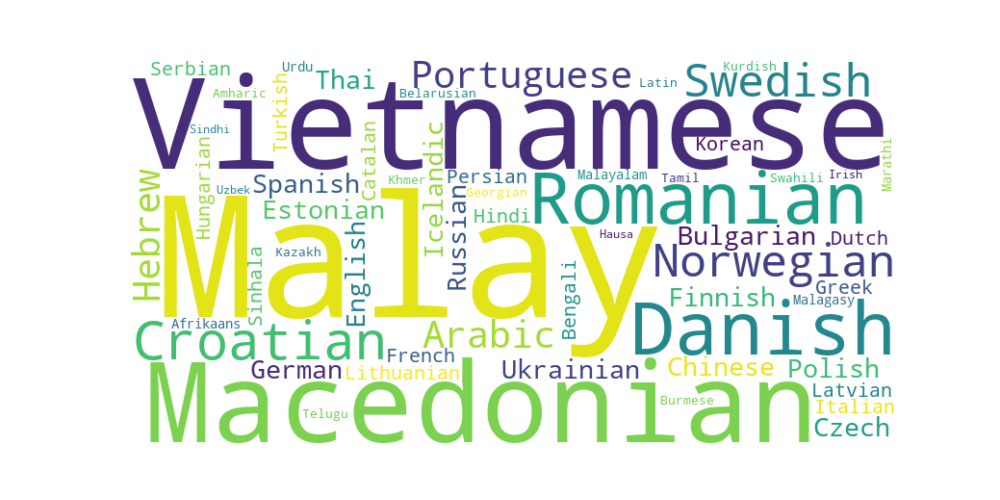 Serbian
Urdu
Thai
Portuguese
Latin
Swedish
Kurdish
Amharic
Turkish
Belarusian
Vietnamese
Sindhi
Hungarian
Catalan
Icelandic
Korean
Marathi
Hebrew
Uzbek
Spanish
Khmer
Persian
Georgian
Malayalam
Tamil
Swahili
Irish
Estonian
Russian
Hindi
Romanian
Malay
Sinhala
Kazakh
English
Hausa
Bulgarian
Dutch
Bengali
Norwegian
Greek
Finnish
Malagasy
Afrikaans
Croatian
Arabic
Danish
French
German
Lithuanian
Ukrainian
Chinese
Polish
Macedonian
Telugu
Burmese
Latvian
Italian
Czech